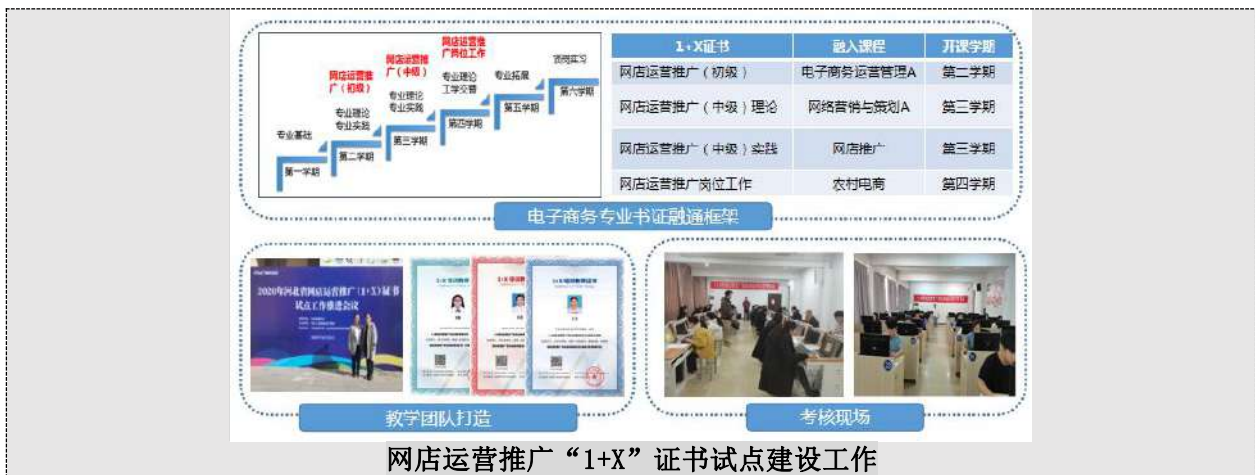 网店运营推
广岗位工作
网店运营推
广（中级）
网店运营推
广（初级）
顶岗实习
专业拓展
专业理论
工学交替
专业理论
专业实践
专业理论
专业实践
专业基础
第六学期
第五学期
第四学期
第三学期
第二学期
第一学期
1+X证书 融入课程 开课学期
网店运营推广（初级） 电子商务运营管理A 第二学期
网店运营推广（中级）理论 网络营销与策划A 第三学期
网店运营推广（中级）实践 网店推广 第三学期
网店运营推广岗位工作 农村电商 第四学期
电子商务专业书证融通框架
2020年河北省网店运营推广（1+X）证书
试点工作推进会议
教学团队打造
考核现场
网店运营推广“1+X”证书试点建设工作